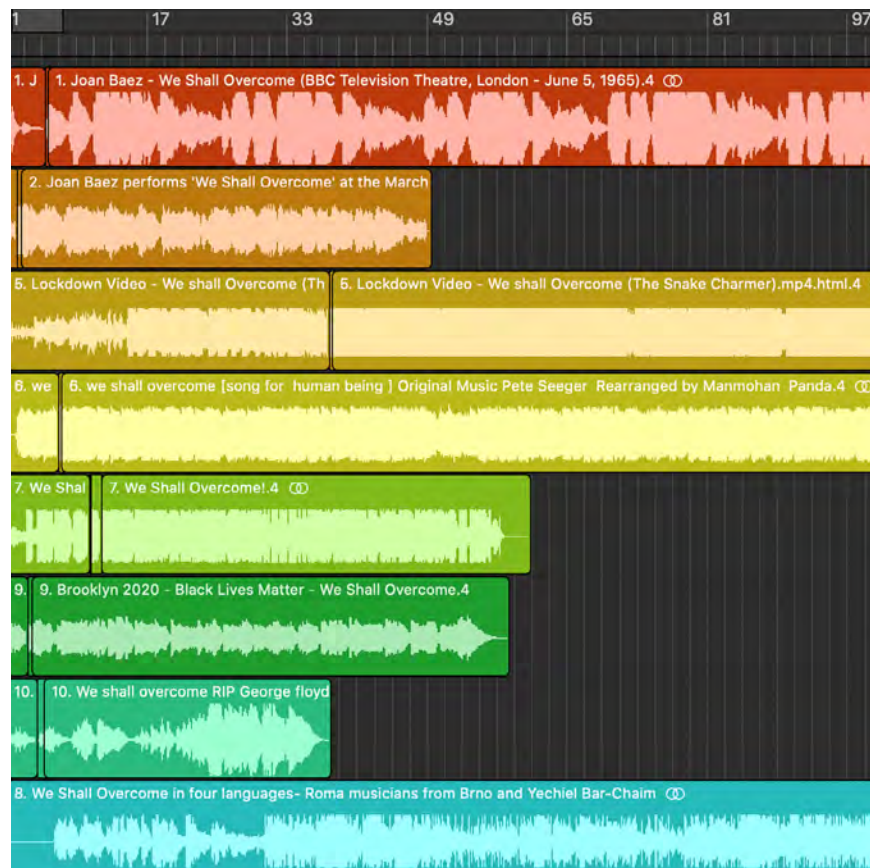 1 17 33 49 65 81 97
1. J 1. Joan Baez - We Shall Overcome (BBC Television Theatre, London - June 5, 1965).4
2. Joan Baez performs 'We Shall Overcome' at the March
5. Lockdown Video - We shall Overcome (Th 5. Lockdown Video - We shall Overcome (The Snake Charmer).mp4.html.4
6. we 6. we shall overcome [song for human being ] Original Music Pete Seeger Rearranged by Manmohan Panda.4
7. We Shal 7. We Shall Overcome!.4
9. 9. Brooklyn 2020 - Black Lives Matter - We Shall Overcome.4
10. 10. We shall overcome RIP George floyd
8. We Shall Overcome in four languages- Roma musicians from Brno and Yechiel Bar-Chaim